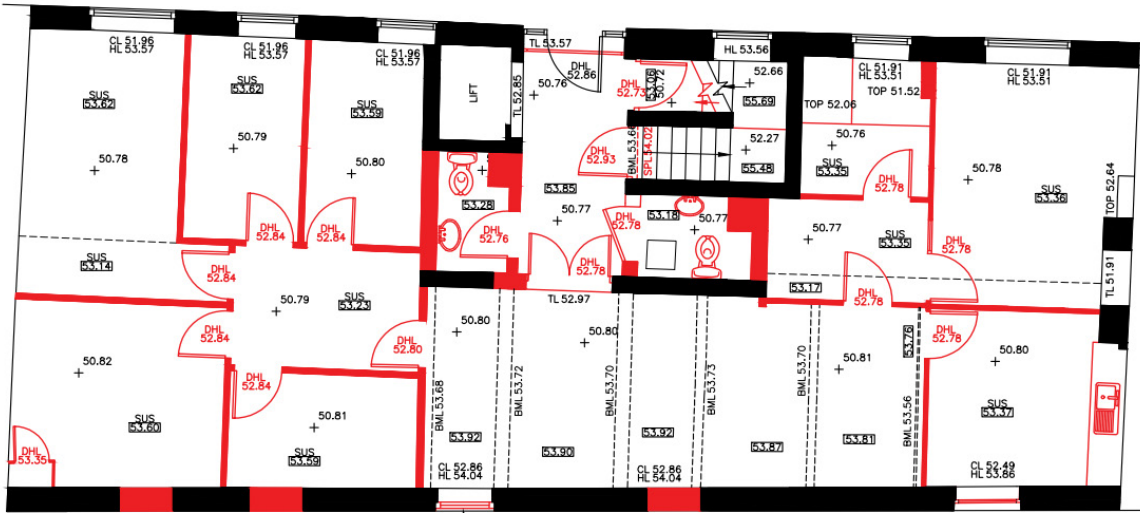 CL 51.96
HL 53.57
CL 51.96
HL 53.57
CL 51.96
HL 53.57
TL 53.57
HL 53.56
CL 51.91
HL 53.51
CL 51.91
HL 53.51
SUS
53.62
SUS
53.62
SUS
53.59
LIFT
TL 52.85
DHL
52.86
50.76
DHL
52.73
53.06
50.72
52.66
55.69
TOP 52.06
TOP 51.52
50.78
50.79
50.80
DHL
52.93
BML 53.6
SPL 54.02
52.27
55.48
50.76
SUS
53.35
DHL
52.78
50.78
SUS
53.36
TOP 52.64
53.28
53.85
50.77
53.18
50.77
DHL
52.78
DHL
52.84
DHL
52.84
DHL
52.76
50.77
SUS
53.35
DHL
52.78
SUS
53.14
DHL
52.84
DHL
52.78
53.17
DHL
52.78
TL 51.91
50.79
SUS
53.23
TL 52.97
DHL
52.84
DHL
52.80
50.80
50.80
53.76
DHL
52.78
50.82
DHL
52.84
50.81
BML 53.68
BML 53.72
BML 53.70
BML 53.73
BML 53.70
50.81
BML 53.56
50.80
SUS
53.60
SUS
53.59
DHL
53.35
53.92
53.90
53.92
53.87
53.81
SUS
53.37
CL 52.86
HL 54.04
CL 52.86
HL 54.04
CL 52.49
HL 53.86